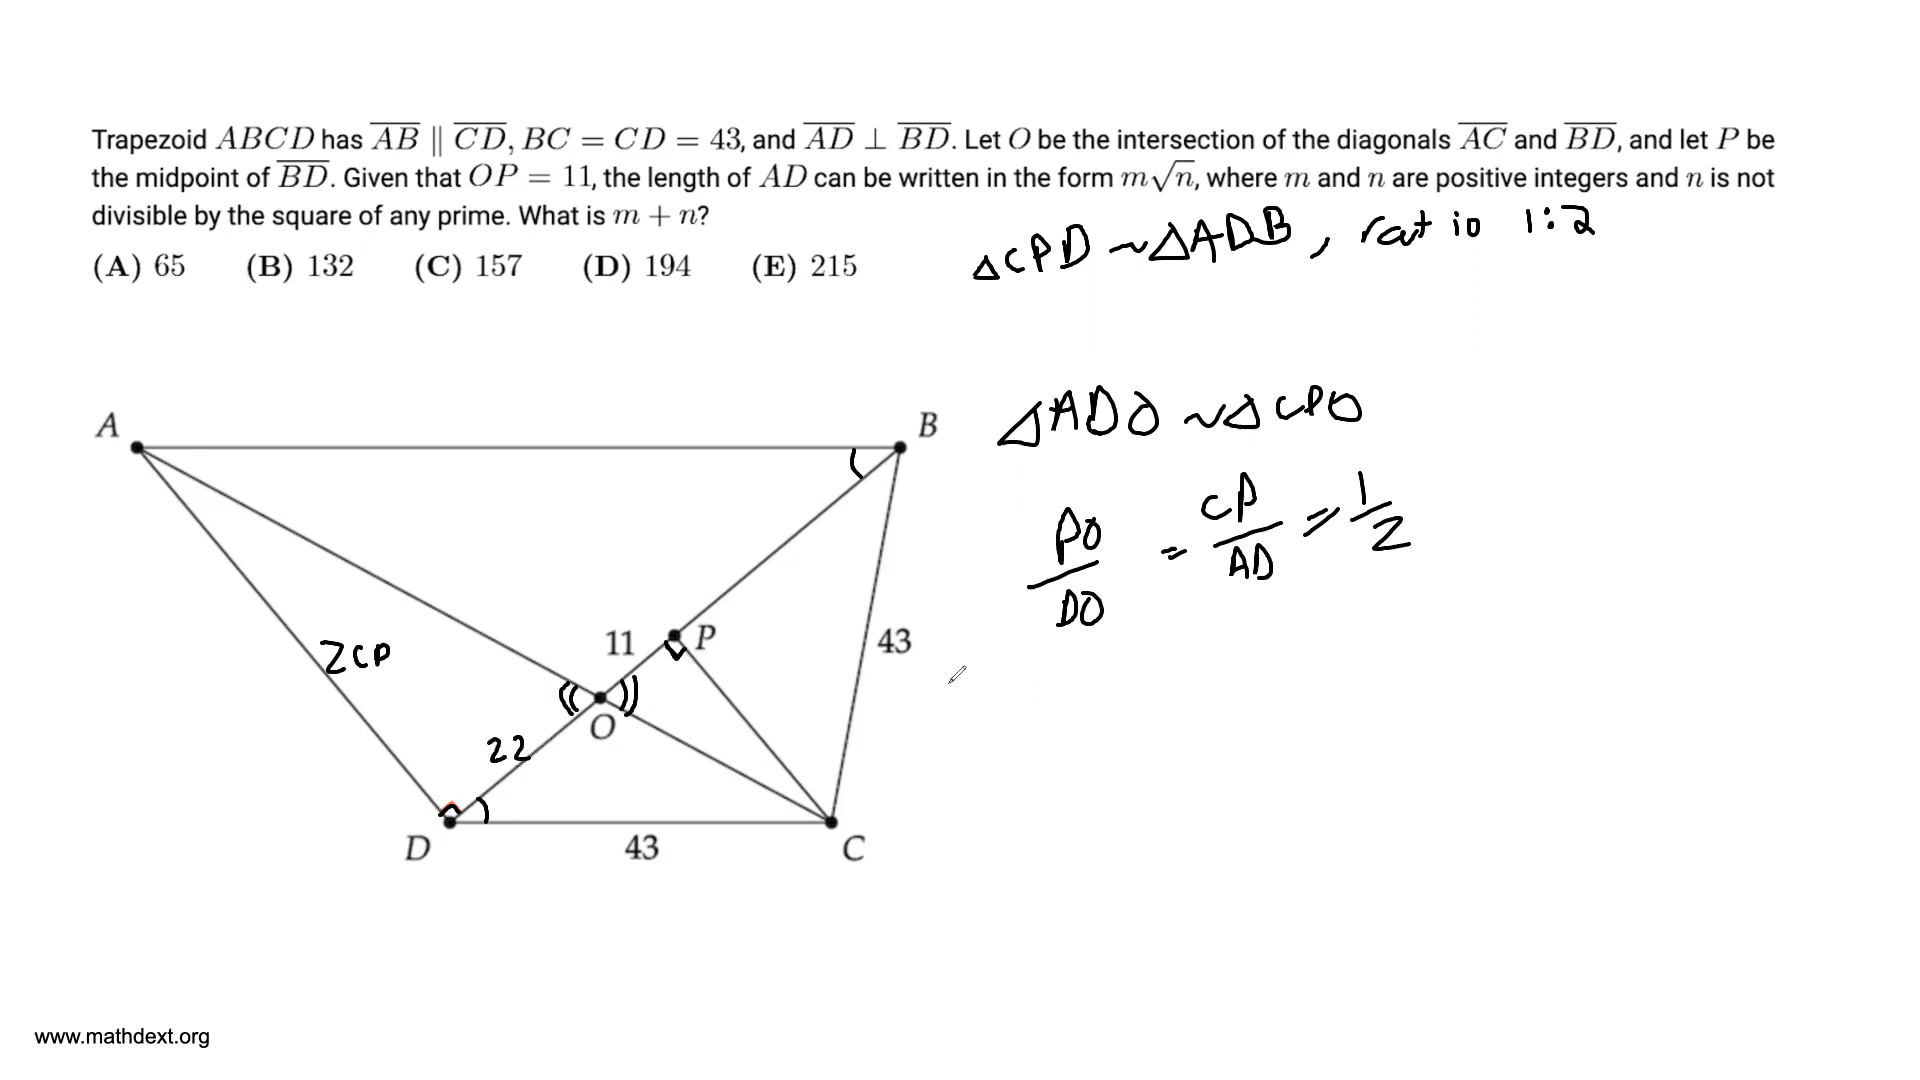 Trapezoid ABCD has AB ∥ CD, BC = CD = 43, and AD ⊥ BD. Let O be the intersection of the diagonals AC and BD, and let P be
the midpoint of BD. Given that OP = 11, the length of AD can be written in the form m√n, where m and n are positive integers and n is not
divisible by the square of any prime. What is m + n?
(A) 65 (B) 132 (C) 157 (D) 194 (E) 215
△CPD ~ △ADB, ratio 1:2
△ADO ~ △CPO
PO/DO = CP/AD = 1/2
A
B
11
P
43
2CP
O
22
D
43
C
www.mathdext.org